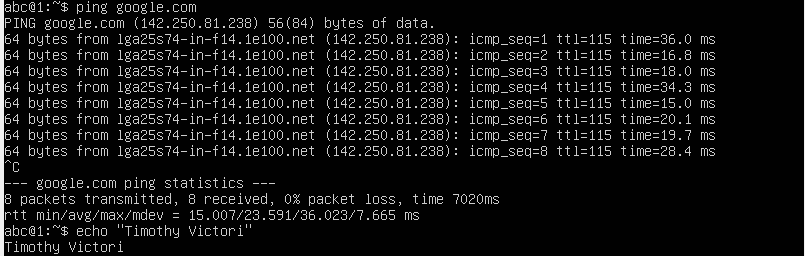 abc@1:~$ ping google.com
PING google.com (142.250.81.238) 56(84) bytes of data.
64 bytes from lga25s74-in-f14.1e100.net (142.250.81.238): icmp_seq=1 ttl=115 time=36.0 ms
64 bytes from lga25s74-in-f14.1e100.net (142.250.81.238): icmp_seq=2 ttl=115 time=16.8 ms
64 bytes from lga25s74-in-f14.1e100.net (142.250.81.238): icmp_seq=3 ttl=115 time=18.0 ms
64 bytes from lga25s74-in-f14.1e100.net (142.250.81.238): icmp_seq=4 ttl=115 time=34.3 ms
64 bytes from lga25s74-in-f14.1e100.net (142.250.81.238): icmp_seq=5 ttl=115 time=15.0 ms
64 bytes from lga25s74-in-f14.1e100.net (142.250.81.238): icmp_seq=6 ttl=115 time=20.1 ms
64 bytes from lga25s74-in-f14.1e100.net (142.250.81.238): icmp_seq=7 ttl=115 time=19.7 ms
64 bytes from lga25s74-in-f14.1e100.net (142.250.81.238): icmp_seq=8 ttl=115 time=28.4 ms
^C
--- google.com ping statistics ---
8 packets transmitted, 8 received, 0% packet loss, time 7020ms
rtt min/avg/max/mdev = 15.007/23.591/36.023/7.665 ms
abc@1:~$ echo "Timothy Victori"
Timothy Victori